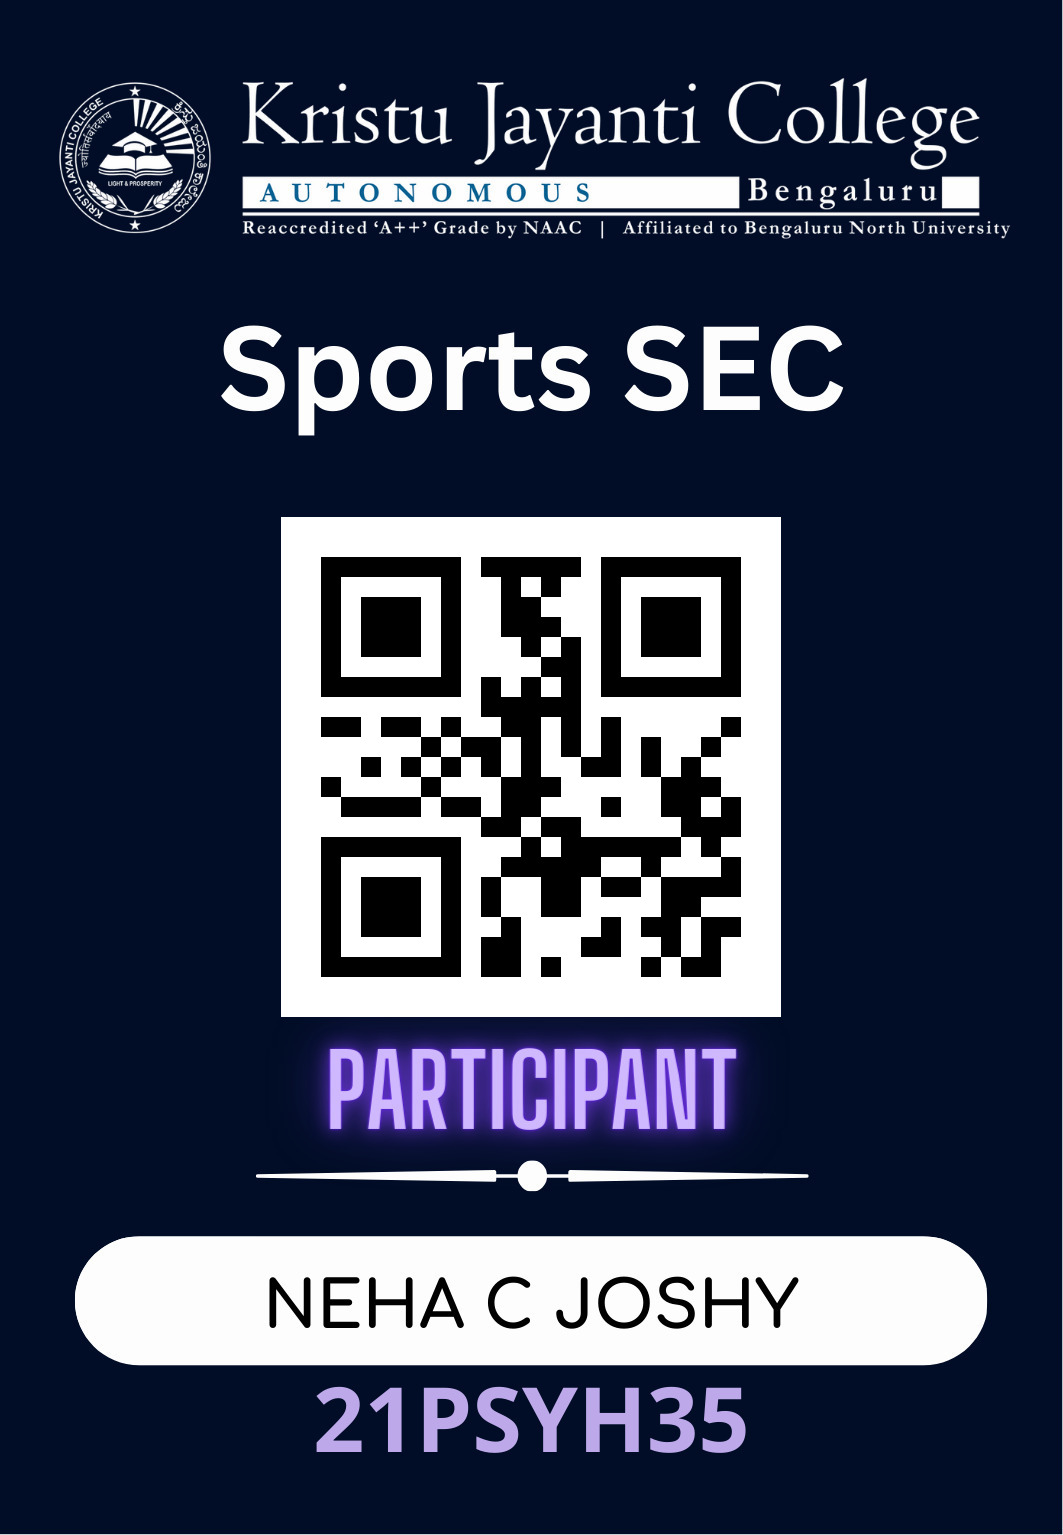 KRISTU JAYANTI COLLEGE
ಕ್ರಿಸ್ತು ಜಯಂತಿ ಕಾಲೇಜು
LIGHT & PROSPERITY
Kristu Jayanti College
AUTONOMOUS Bengaluru
Reaccredited ‘A++’ Grade by NAAC | Affiliated to Bengaluru North University
Sports SEC
PARTICIPANT
NEHA C JOSHY
21PSYH35